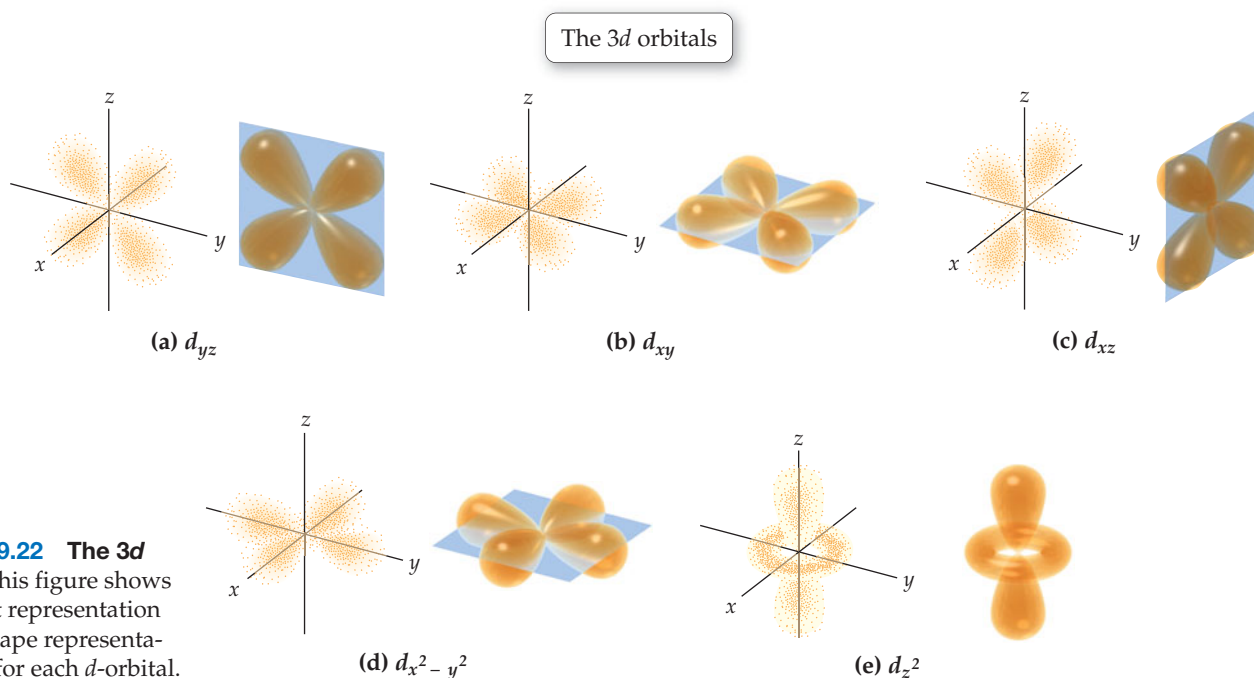 The 3d orbitals
z
y
x
(a) dyz
z
y
x
(b) dxy
z
y
x
(c) dxz
z
y
x
(d) dx² − y²
z
y
x
(e) dz²
9.22 The 3d
his figure shows
representation
ape representa-
for each d-orbital.